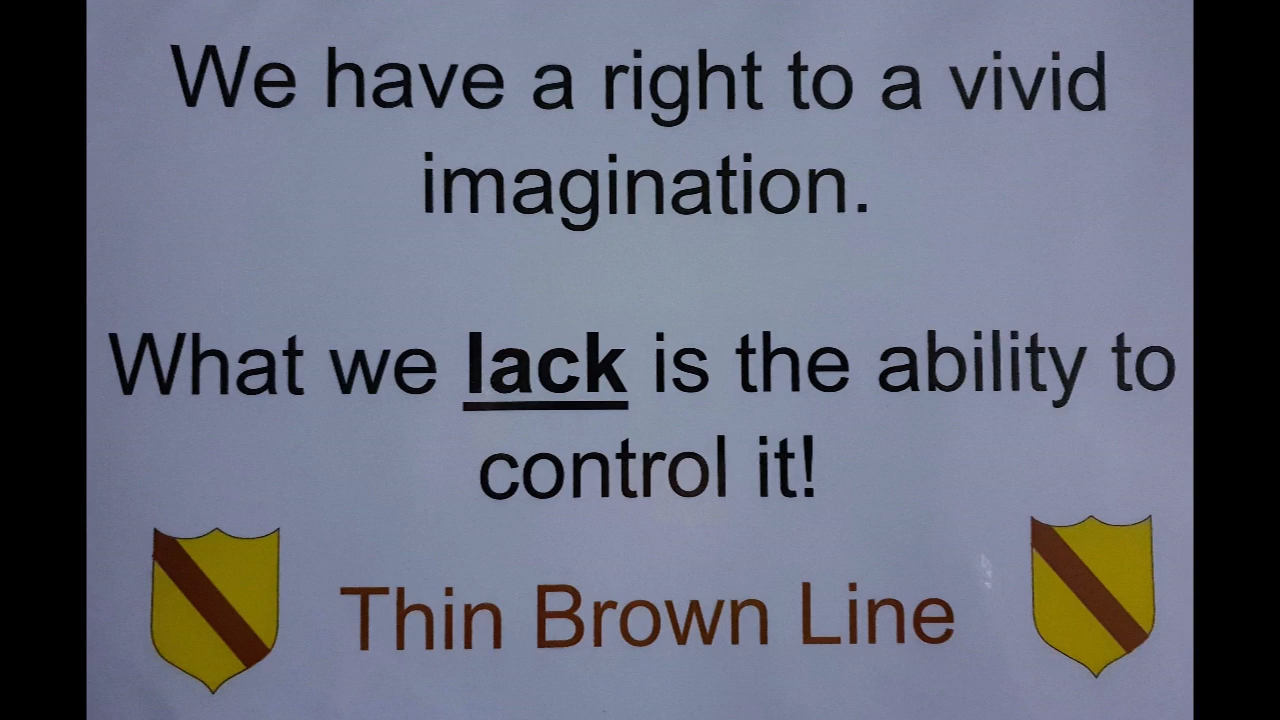 We have a right to a vivid
imagination.
What we lack is the ability to
control it!
Thin Brown Line